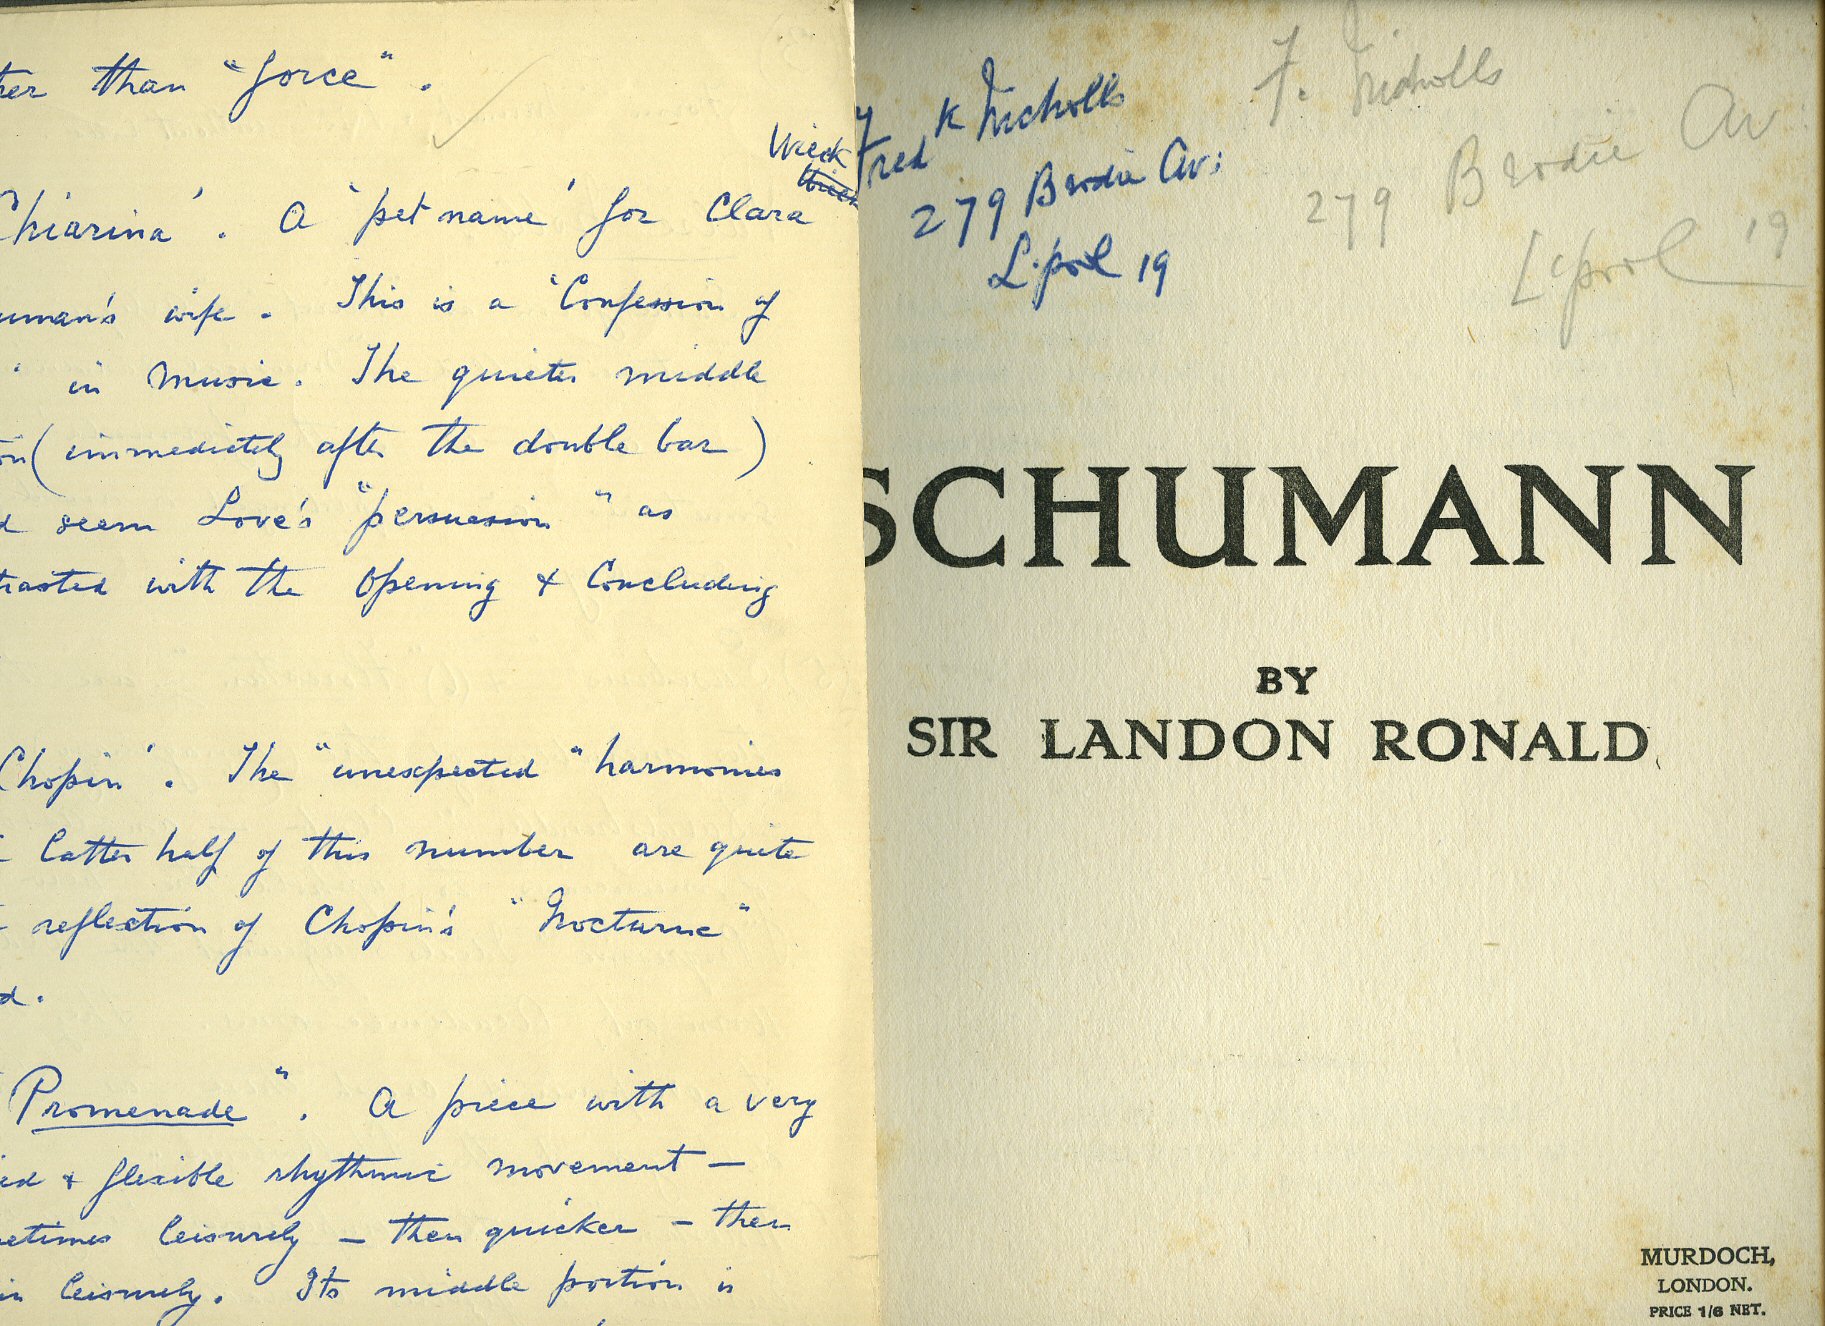 ter than "force".
Wieck
Chiarina'. A 'pet name' for Clara
uman's wife. This is a 'Confession of
' in music. The quieter middle
on (immediately after the double bar)
d seem Love's "persuasion" as
trasted with the opening & concluding
Chopin'. The "unexpected" harmonies
latter half of this number are quite
reflection of Chopin's "Nocturne"
d.
"Promenade". A piece with a very
ied & flexible rhythmic movement —
etimes leisurely — then quicker — then
in leisurely. Its middle portion is
Fredk Nicholls
279 Brodie Av:
L'pool 19
F. Nicholls
279 Brodie Av:
L'pool 19
SCHUMANN
BY
SIR LANDON RONALD
MURDOCH,
LONDON.
PRICE 1/6 NET.